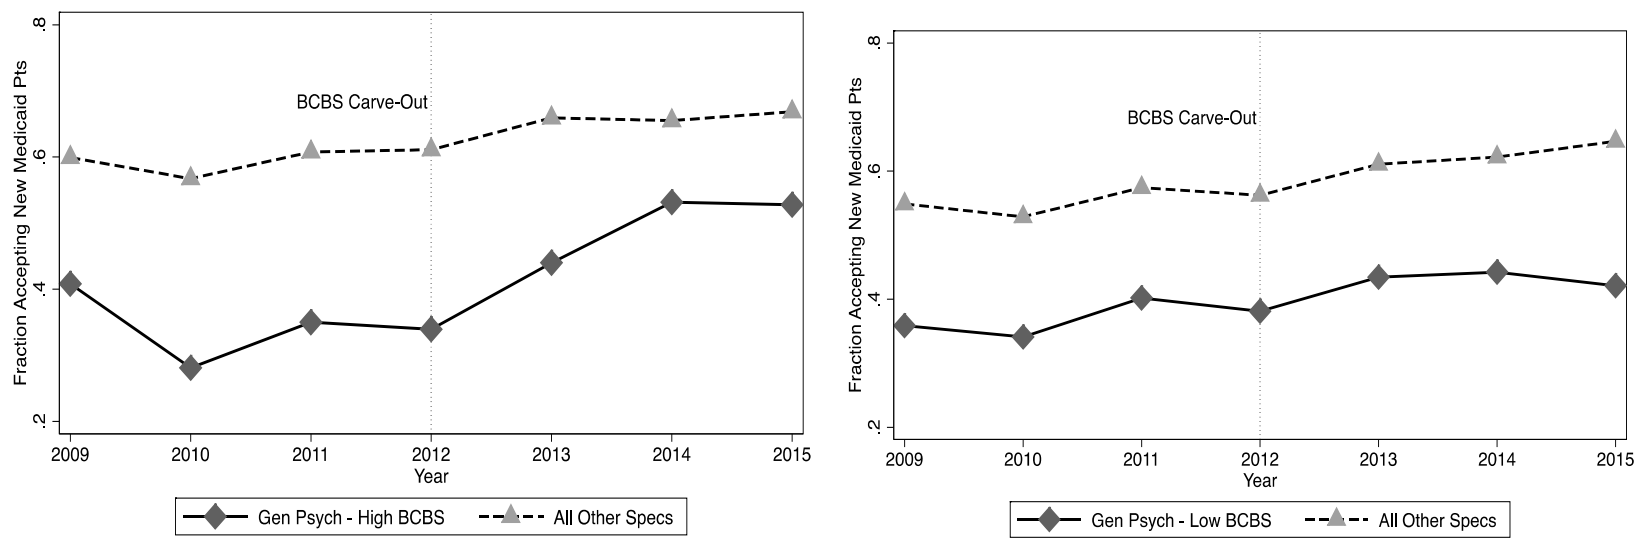 Fraction Accepting New Medicaid Pts
.8
.6
.4
.2
BCBS Carve-Out
2009 2010 2011 2012 2013 2014 2015
Year
Gen Psych - High BCBS All Other Specs
Fraction Accepting New Medicaid Pts
.8
.6
.4
.2
BCBS Carve-Out
2009 2010 2011 2012 2013 2014 2015
Year
Gen Psych - Low BCBS All Other Specs